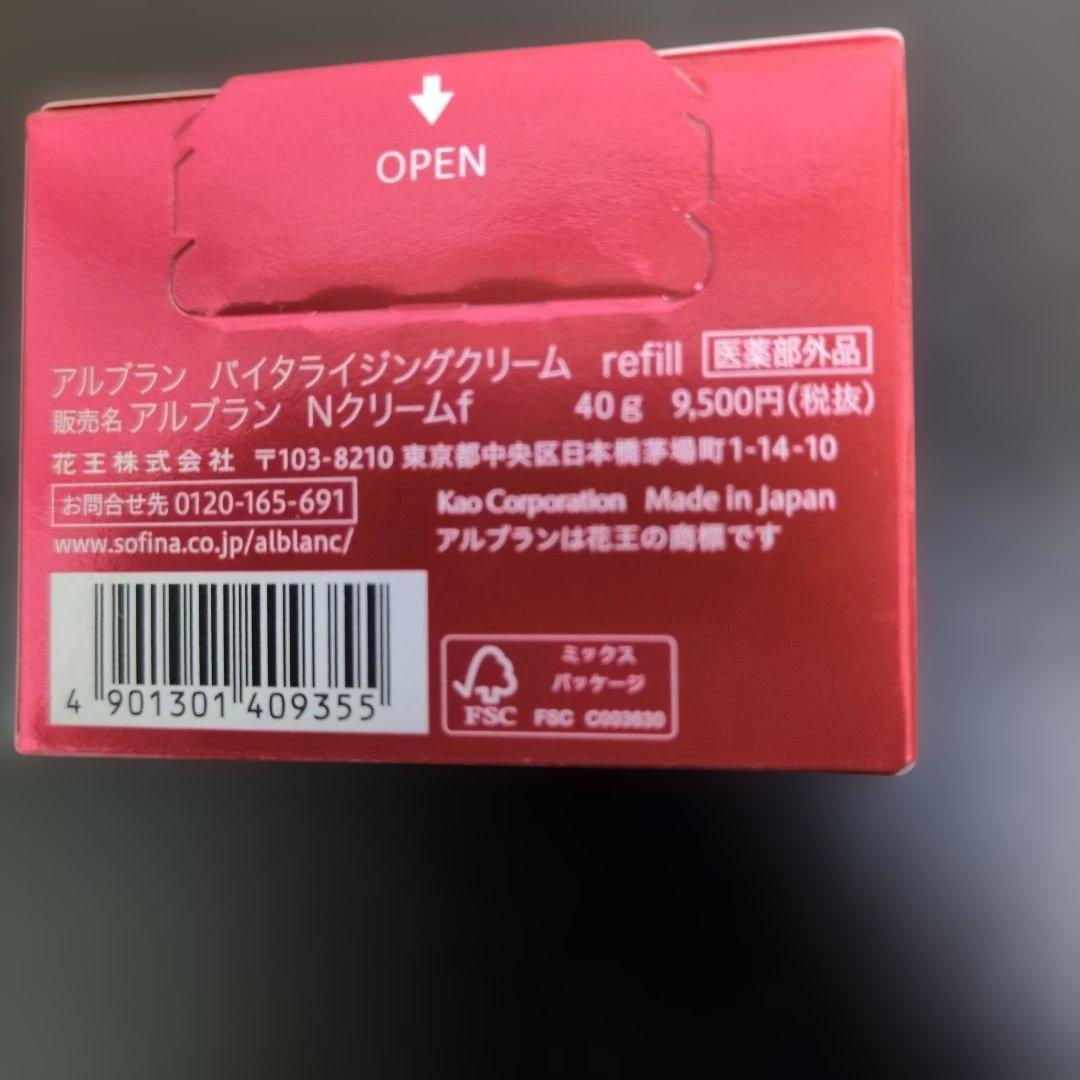 OPEN
アルブラン バイタライジングクリーム refill 医薬部外品
販売名 アルブラン Nクリームf 40g 9,500円(税抜)
花王株式会社 〒103-8210 東京都中央区日本橋茅場町1-14-10
お問合せ先 0120-165-691 Kao Corporation Made in Japan
www.sofina.co.jp/alblanc/ アルブランは花王の商標です
4 901301 409355
ミックス
パッケージ
FSC FSC C003630